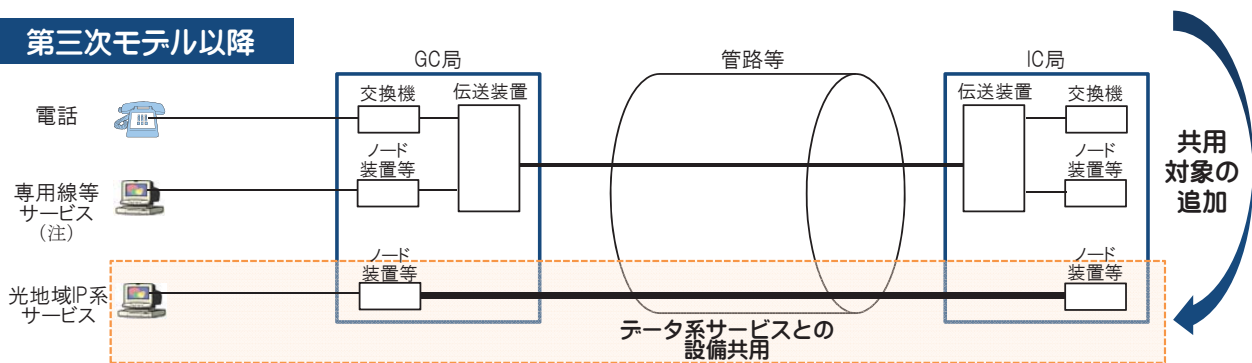 第三次モデル以降
GC局
管路等
IC局
交換機
伝送装置
伝送装置
交換機
電話
ノード
装置等
ノード
装置等
共用
対象の
追加
専用線等
サービス
（注）
ノード
装置等
ノード
装置等
光地域IP系
サービス
データ系サービスとの
設備共用